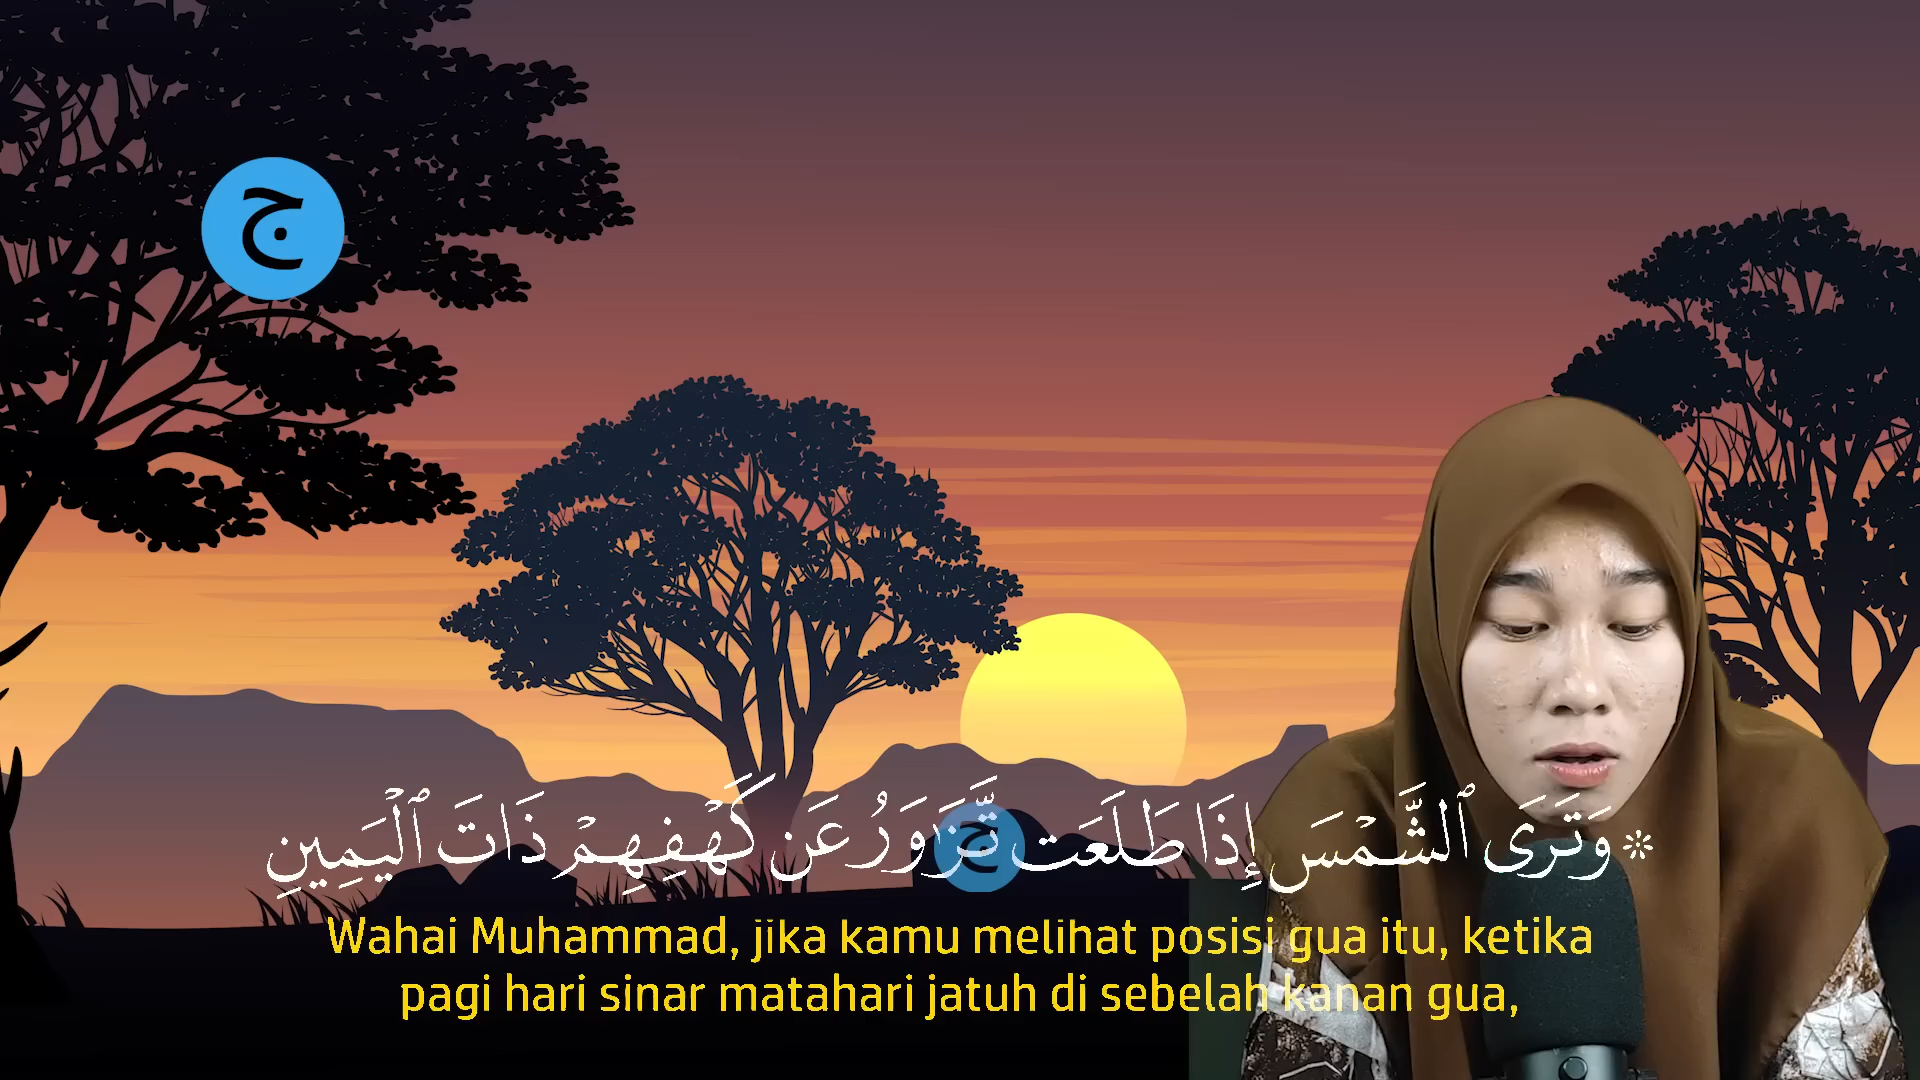 ج
۞ وَتَرَى ٱلشَّمْسَ إِذَا طَلَعَت تَّزَٰوَرُ عَن كَهْفِهِمْ ذَاتَ ٱلْيَمِينِ
ج
Wahai Muhammad, jika kamu melihat posisi gua itu, ketika
pagi hari sinar matahari jatuh di sebelah kanan gua,